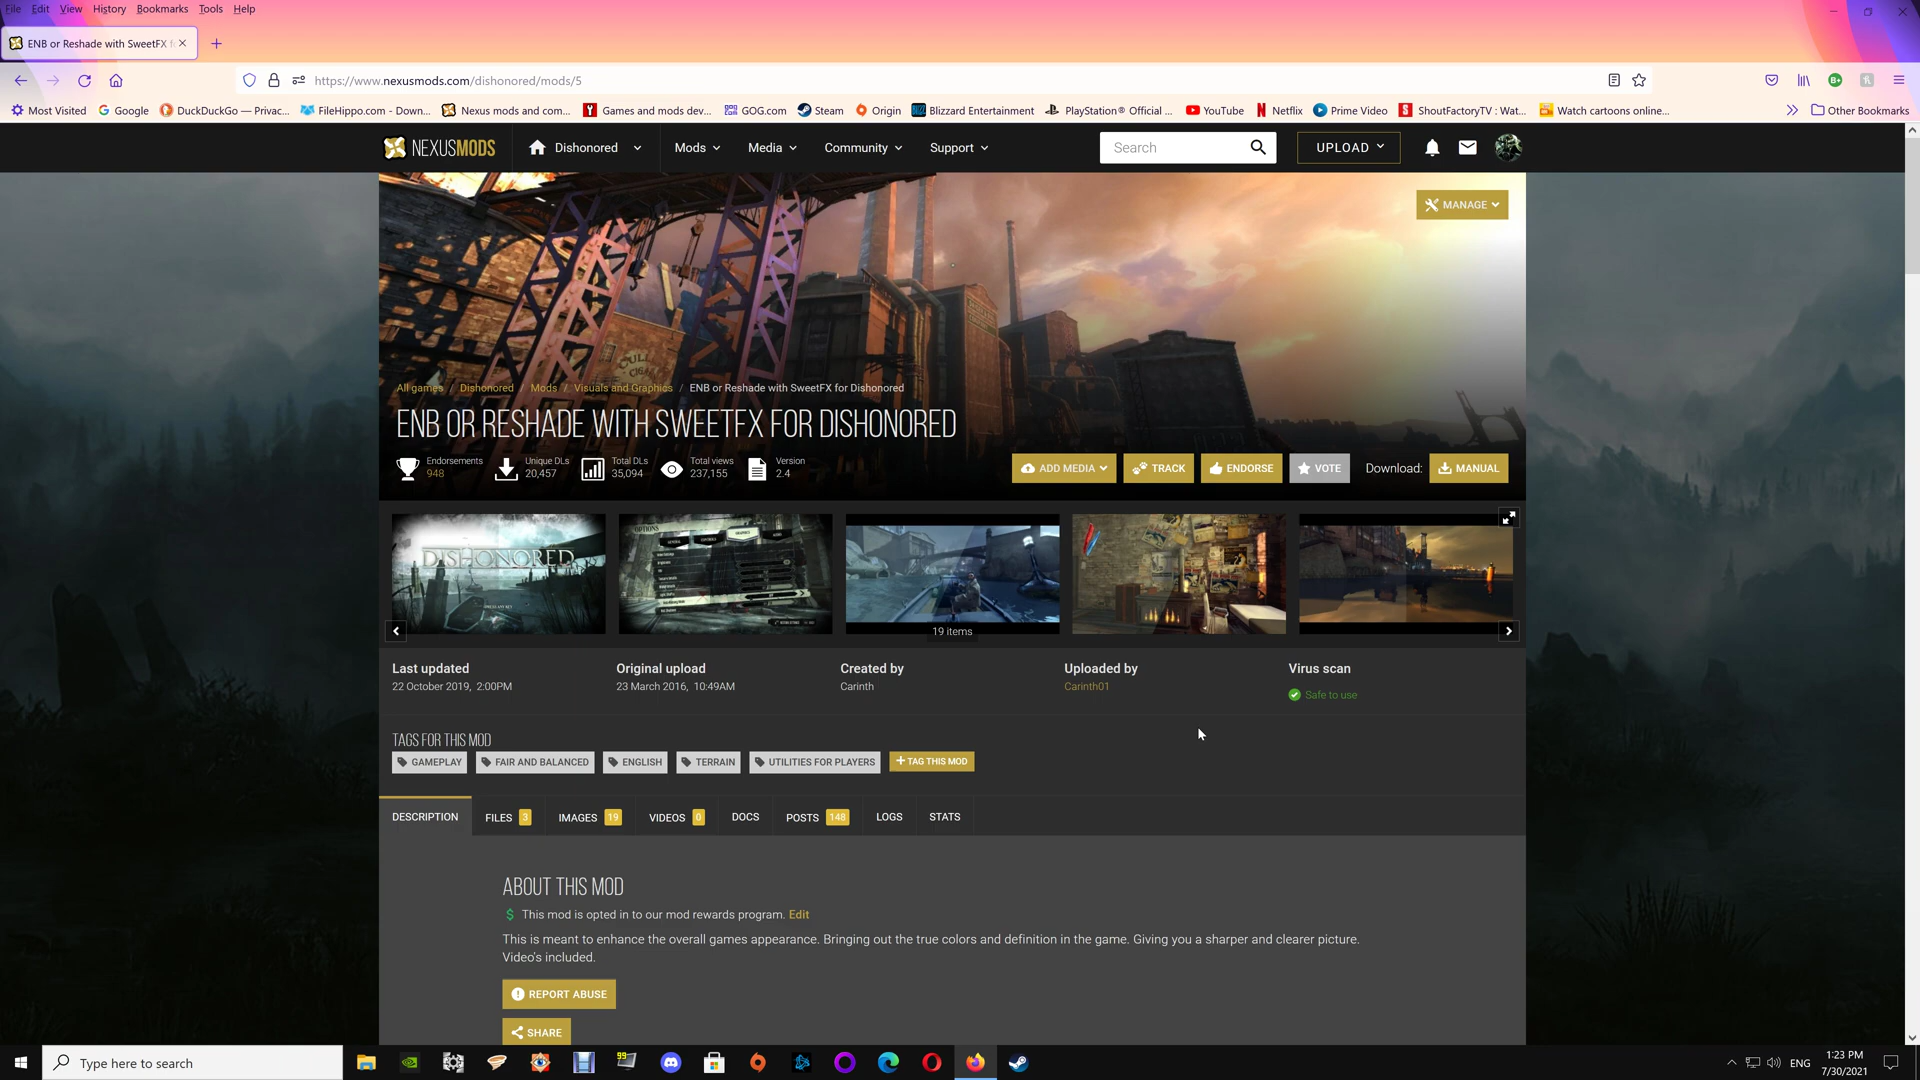 File Edit View History Bookmarks Tools Help
ENB or Reshade with SweetFX f
https://www.nexusmods.com/dishonored/mods/5
Most Visited Google DuckDuckGo — Privac... FileHippo.com - Down... Nexus mods and com... Games and mods dev... GOG.com Steam Origin Blizzard Entertainment PlayStation® Official ... YouTube Netflix Prime Video ShoutFactoryTV : Wat... Watch cartoons online... Other Bookmarks
NEXUSMODS Dishonored Mods Media Community Support Search UPLOAD
MANAGE
All games / Dishonored / Mods / Visuals and Graphics / ENB or Reshade with SweetFX for Dishonored
ENB OR RESHADE WITH SWEETFX FOR DISHONORED
Endorsements Unique DLs Total DLs Total views Version
948 20,457 35,094 237,155 2.4
ADD MEDIA TRACK ENDORSE VOTE Download: MANUAL
DISHONORED
OPTIONS
19 items
Last updated Original upload Created by Uploaded by Virus scan
22 October 2019, 2:00PM 23 March 2016, 10:49AM Carinth Carinth01 Safe to use
TAGS FOR THIS MOD
GAMEPLAY FAIR AND BALANCED ENGLISH TERRAIN UTILITIES FOR PLAYERS + TAG THIS MOD
DESCRIPTION FILES 3 IMAGES 19 VIDEOS 0 DOCS POSTS 148 LOGS STATS
ABOUT THIS MOD
$ This mod is opted in to our mod rewards program. Edit
This is meant to enhance the overall games appearance. Bringing out the true colors and definition in the game. Giving you a sharper and clearer picture.
Video's included.
REPORT ABUSE
SHARE
Type here to search
ENG
1:23 PM
7/30/2021